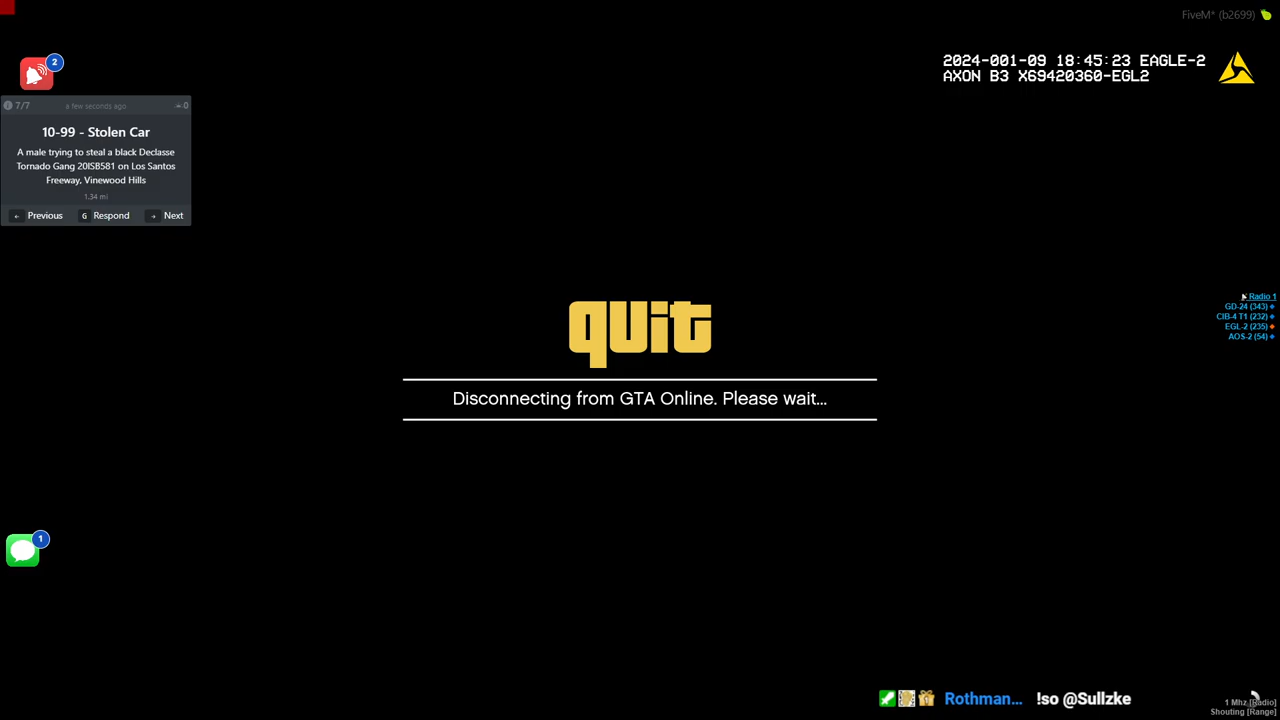 FiveM* (b2699)
2024-001-09 18:45:23 EAGLE-2
AXON B3 X69420360-EGL2
2
7/7 a few seconds ago 0
10-99 - Stolen Car
A male trying to steal a black Declasse
Tornado Gang 20ISB581 on Los Santos
Freeway, Vinewood Hills
1.34 mi
← Previous G Respond → Next
quit
Disconnecting from GTA Online. Please wait...
Radio 1
GD-24 (343)
CIB-4 T1 (232)
EGL-2 (235)
AOS-2 (54)
1
Rothman... !so @Sullzke
1 Mhz [Radio]
Shouting [Range]